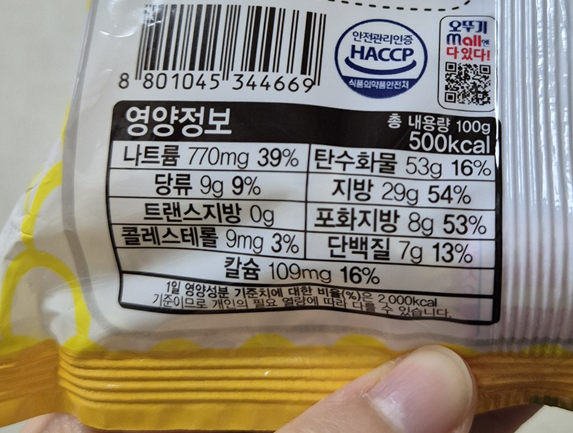 안전관리인증
HACCP
식품의약품안전처
오뚜기
mall엔
다 있다!
8 801045 344669
영양정보
총 내용량 100g
500kcal
나트륨 770mg 39% 탄수화물 53g 16%
당류 9g 9% 지방 29g 54%
트랜스지방 0g 포화지방 8g 53%
콜레스테롤 9mg 3% 단백질 7g 13%
칼슘 109mg 16%
1일 영양성분 기준치에 대한 비율(%)은 2,000kcal
기준이므로 개인의 필요 열량에 따라 다를 수 있습니다.